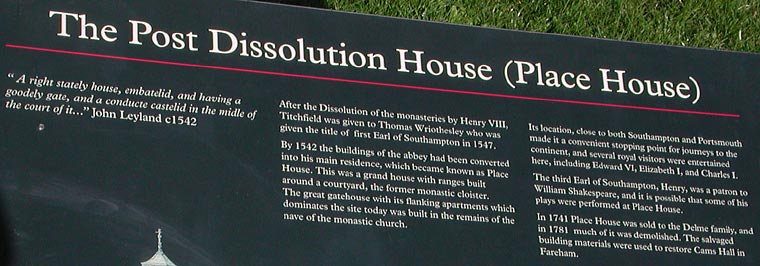 The Post Dissolution House (Place House)
“A right stately house, embatelid, and having a
goodely gate, and a conducte castelid in the midle of
the court of it...” John Leyland c1542
After the Dissolution of the monasteries by Henry VIII,
Titchfield was given to Thomas Wriothesley who was
given the title of first Earl of Southampton in 1547.
By 1542 the buildings of the abbey had been converted
into his main residence, which became known as Place
House. This was a grand house with ranges built
around a courtyard, the former monastic cloister.
The great gatehouse with its flanking apartments which
dominates the site today was built in the remains of the
nave of the monastic church.
Its location, close to both Southampton and Portsmouth
made it a convenient stopping point for journeys to the
continent, and several royal visitors were entertained
here, including Edward VI, Elizabeth I, and Charles I.
The third Earl of Southampton, Henry, was a patron to
William Shakespeare, and it is possible that some of his
plays were performed at Place House.
In 1741 Place House was sold to the Delme family, and
in 1781 much of it was demolished. The salvaged
building materials were used to restore Cams Hall in
Fareham.